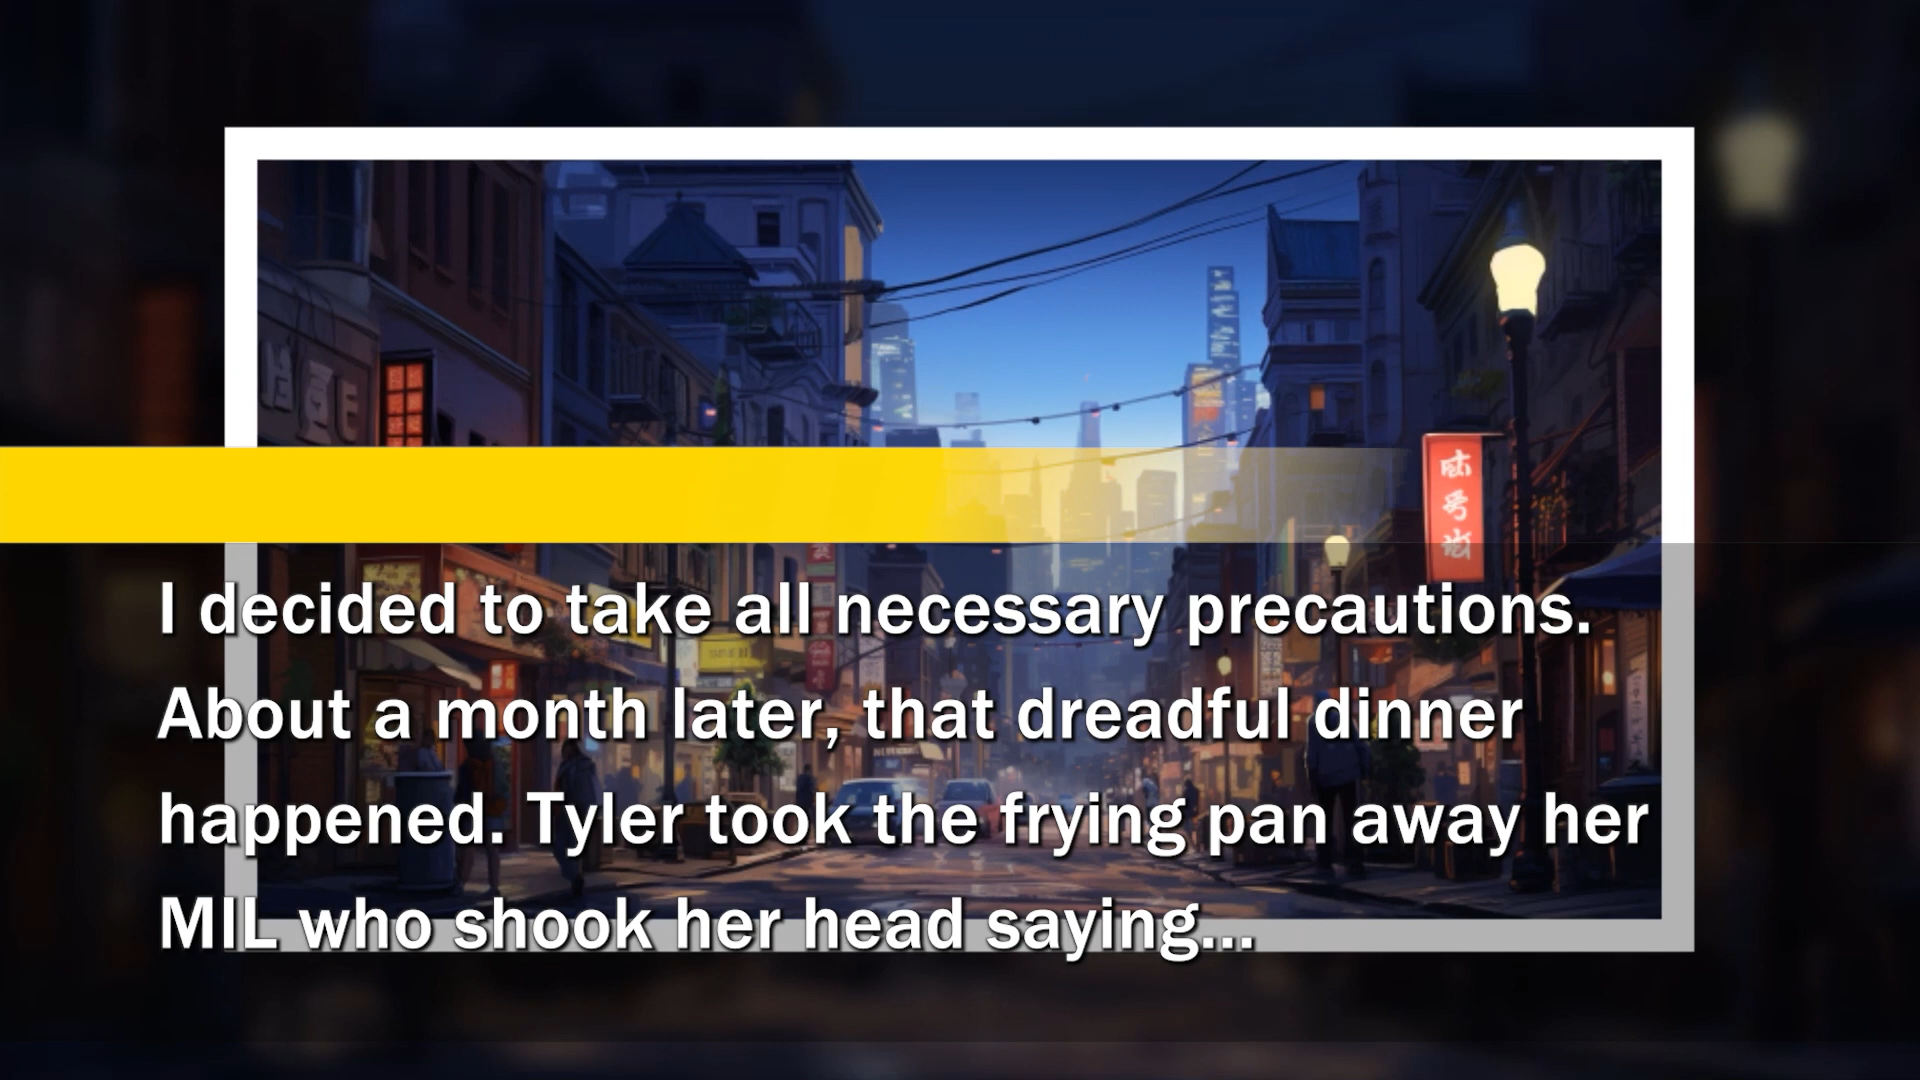 I decided to take all necessary precautions.
About a month later, that dreadful dinner
happened. Tyler took the frying pan away her
MIL who shook her head saying...